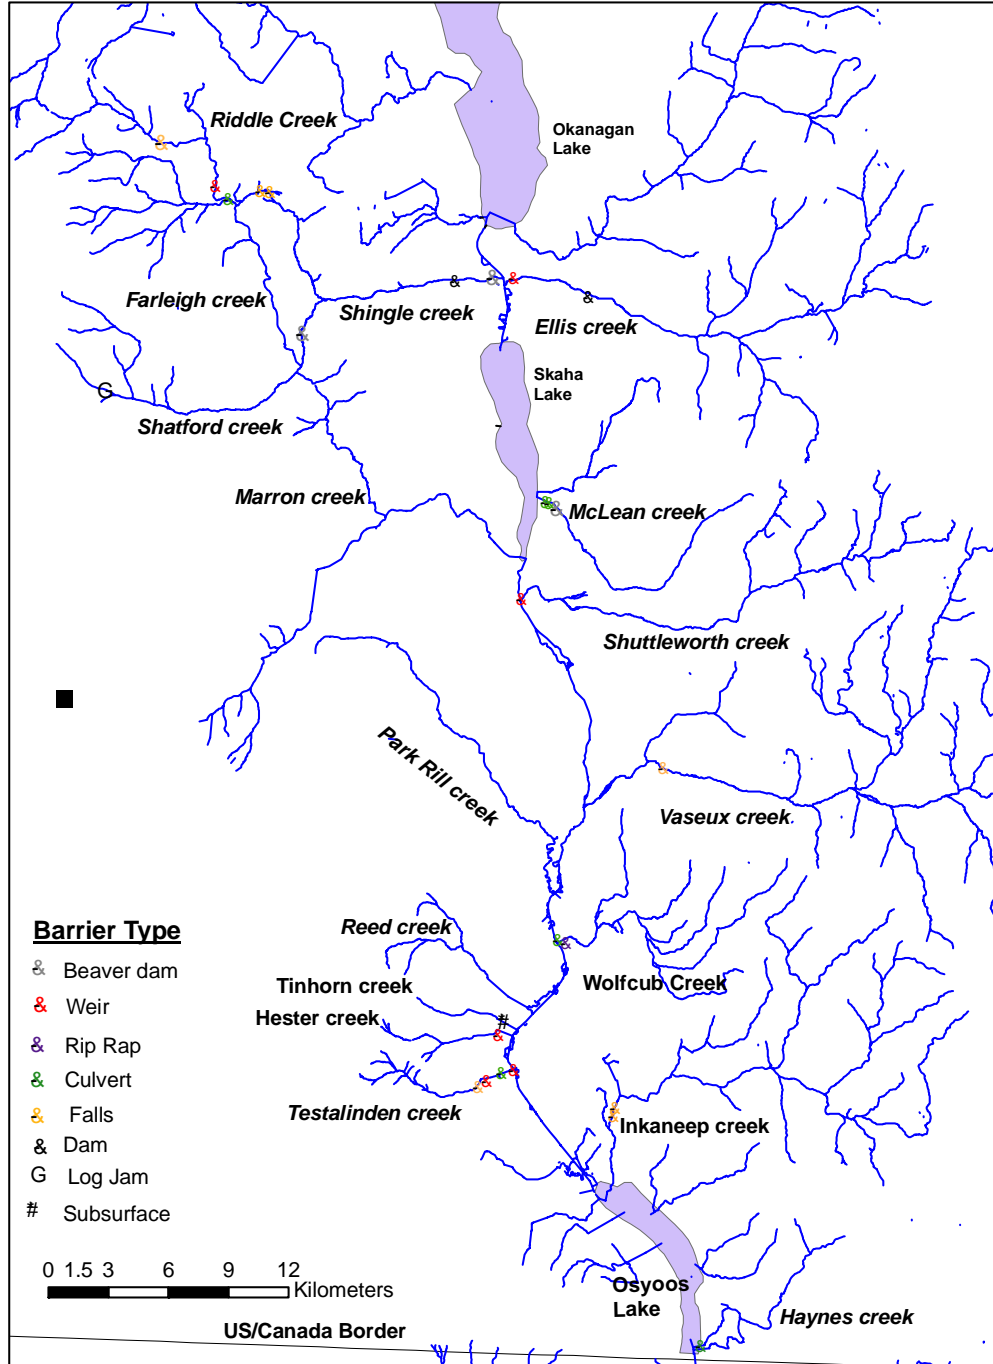 Riddle Creek
Okanagan
Lake
Farleigh creek
Shingle creek
Ellis creek
Skaha
Lake
G
Shatford creek
Marron creek
McLean creek
Shuttleworth creek
Park Rill creek
Vaseux creek
Barrier Type
& Beaver dam
& Weir
& Rip Rap
& Culvert
& Falls
& Dam
G Log Jam
# Subsurface
Reed creek
Tinhorn creek
Wolfcub Creek
Hester creek
#
Testalinden creek
Inkaneep creek
0 1.5 3 6 9 12
Kilometers
Osyoos
Lake
Haynes creek
US/Canada Border